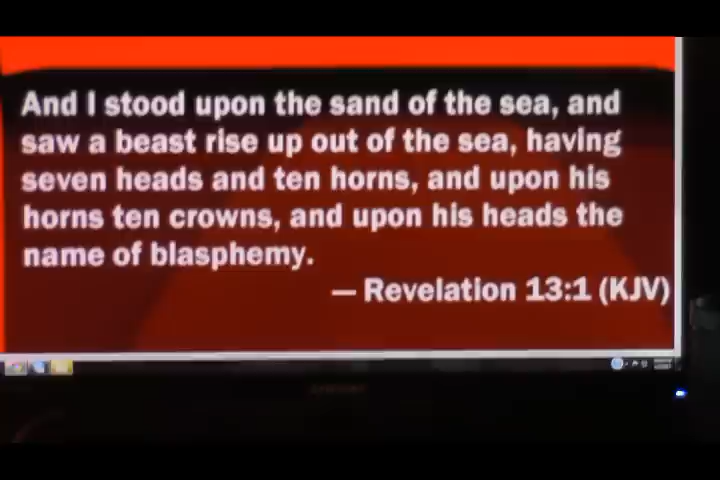 And I stood upon the sand of the sea, and
saw a beast rise up out of the sea, having
seven heads and ten horns, and upon his
horns ten crowns, and upon his heads the
name of blasphemy.
— Revelation 13:1 (KJV)